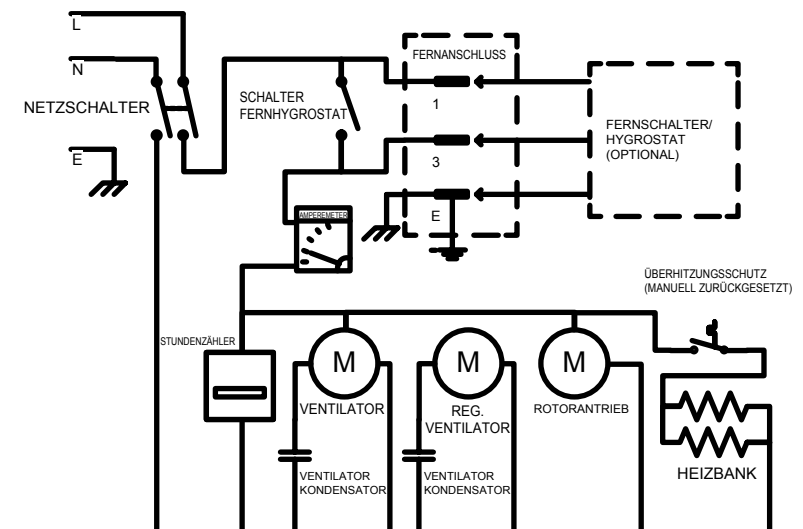 L
N
NETZSCHALTER
E
SCHALTER
FERNHYGROSTAT
FERNANSCHLUSS
1
3
E
FERNSCHALTER/
HYGROSTAT
(OPTIONAL)
AMPEREMETER
ÜBERHITZUNGSSCHUTZ
(MANUELL ZURÜCKGESETZT)
STUNDENZÄHLER
M
VENTILATOR
M
REG.
VENTILATOR
M
ROTORANTRIEB
VENTILATOR
KONDENSATOR
VENTILATOR
KONDENSATOR
HEIZBANK